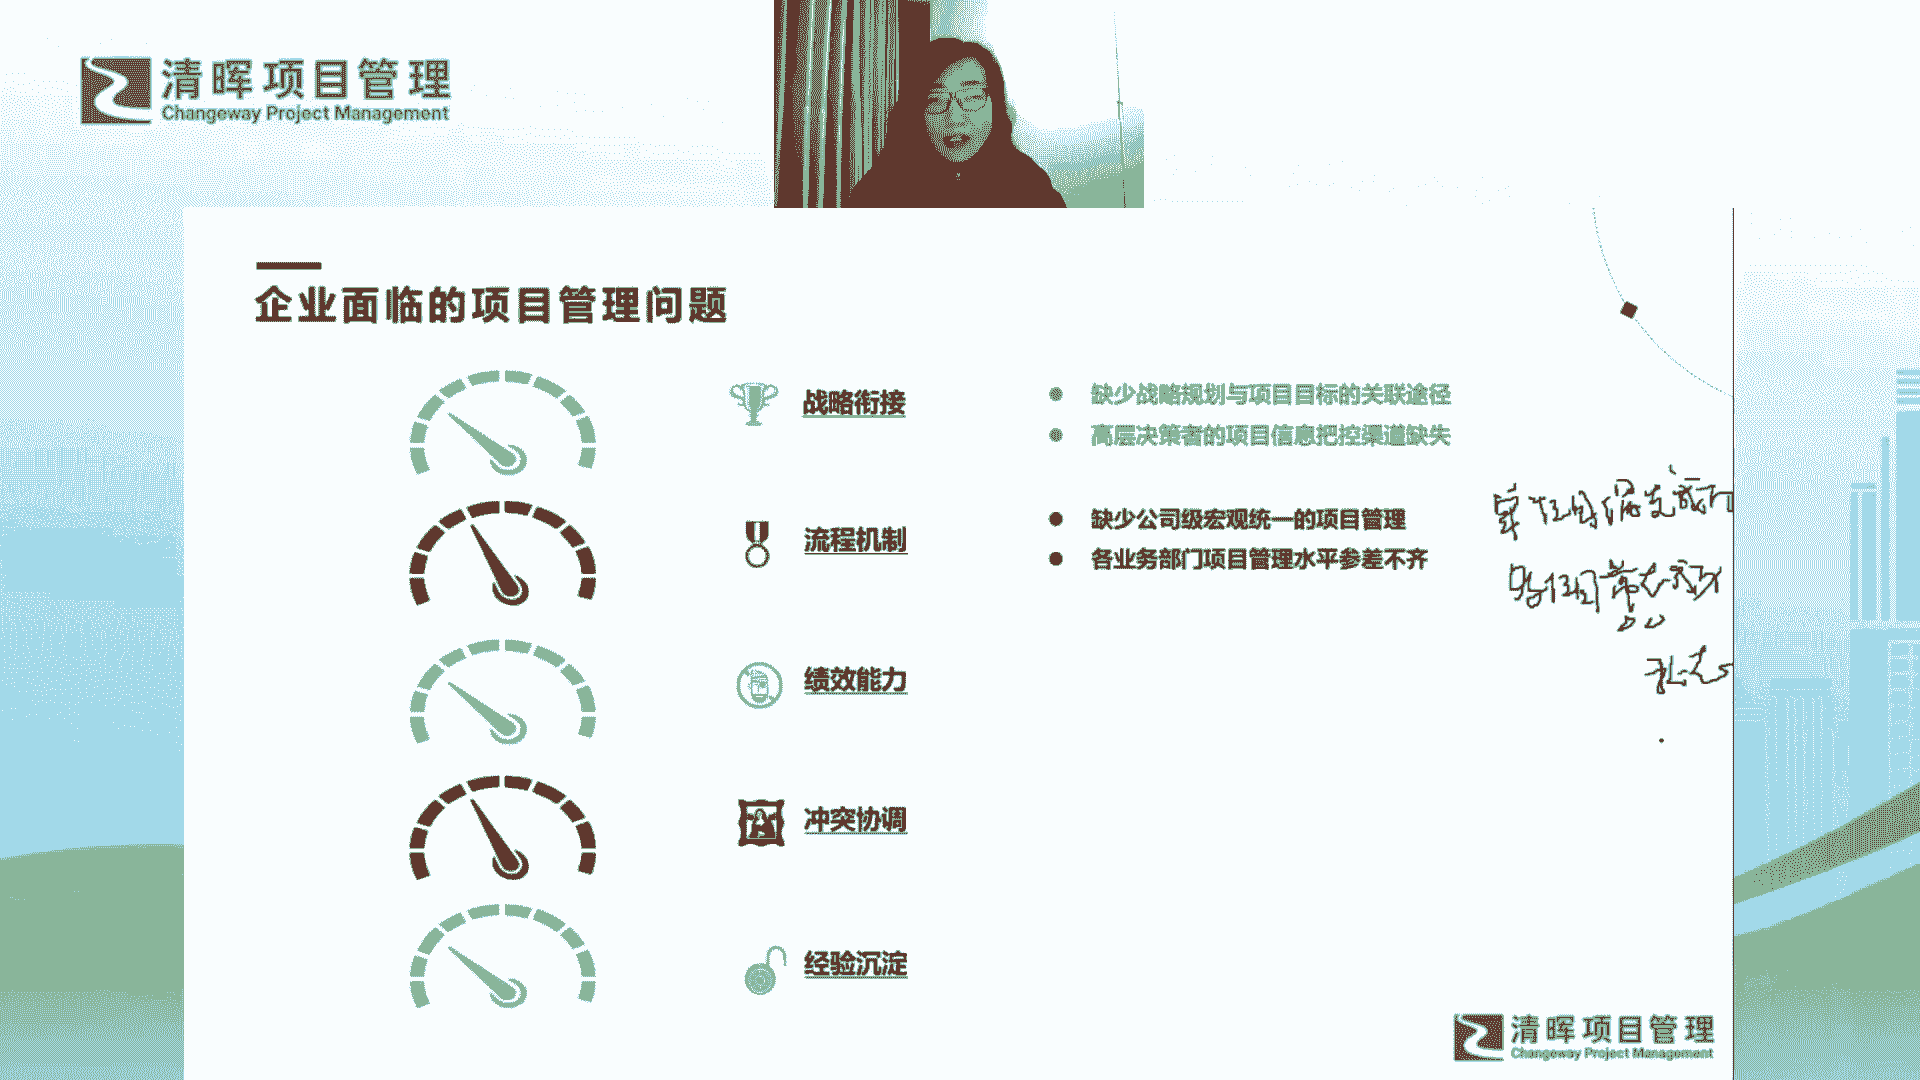 清晖项目管理
Changeway Project Management
企业面临的项目管理问题
战略衔接
缺少战略规划与项目目标的关联途径
高层决策者的项目信息把控渠道缺失
流程机制
缺少公司级宏观统一的项目管理
各业务部门项目管理水平参差不齐
绩效能力
冲突协调
经验沉淀
清晖项目管理
Changeway Project Management